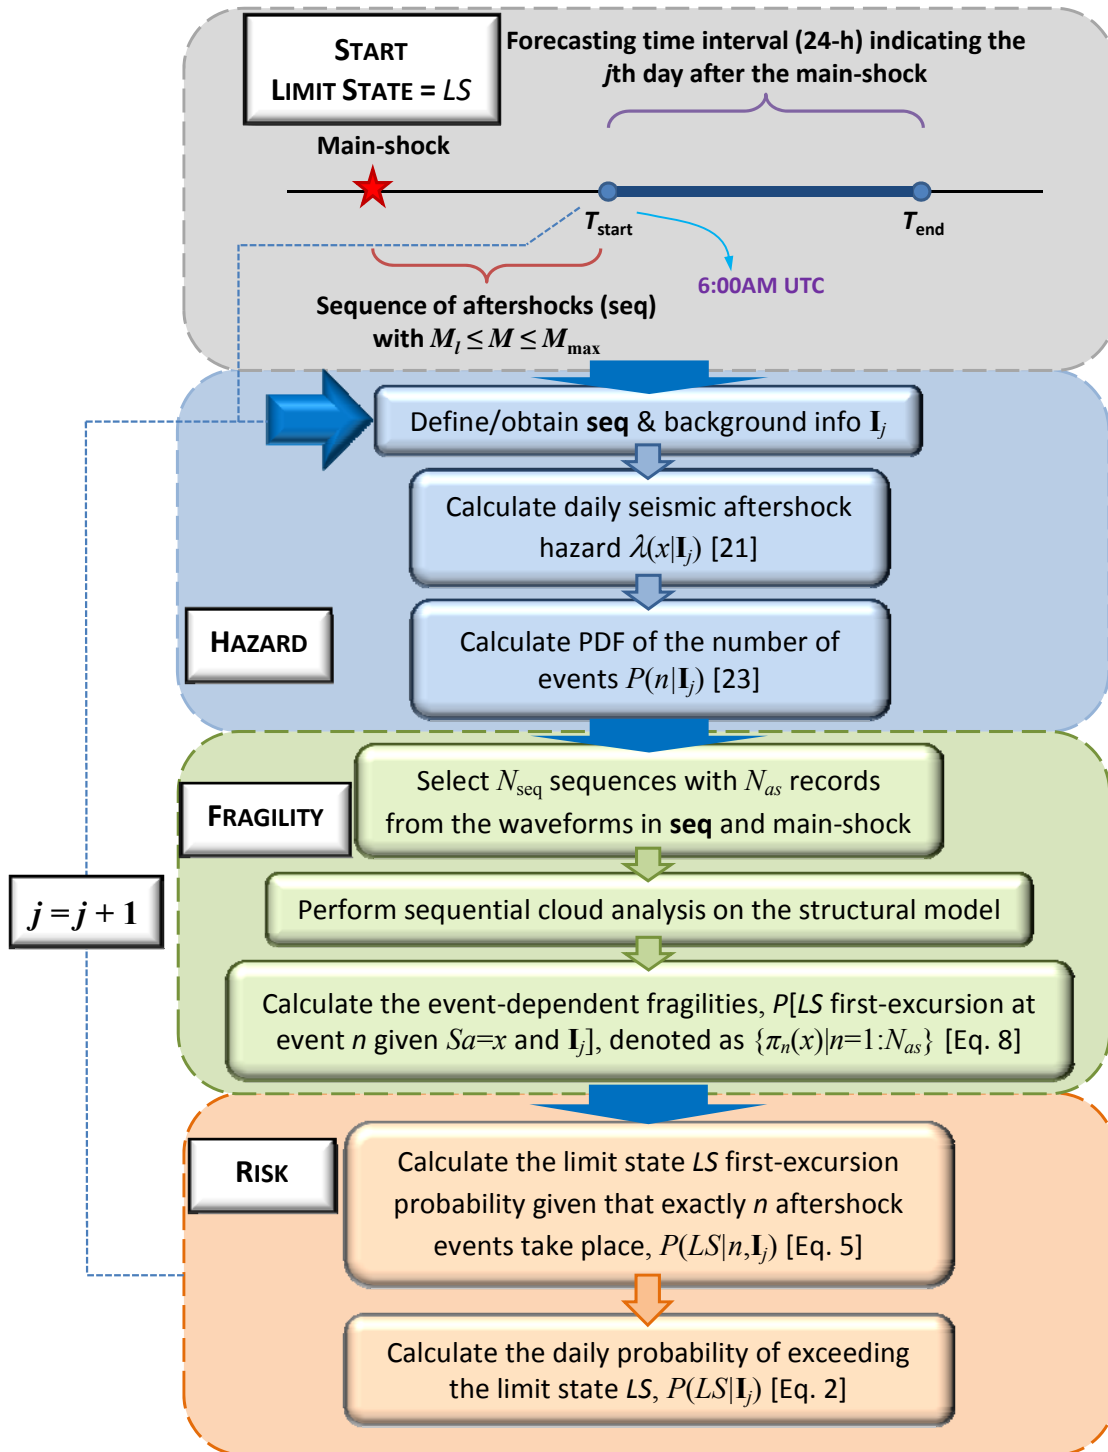 START
LIMIT STATE = LS
Forecasting time interval (24-h) indicating the
jth day after the main-shock
Main-shock
T_start
T_end
6:00AM UTC
Sequence of aftershocks (seq)
with M_l ≤ M ≤ M_max
Define/obtain seq & background info I_j
Calculate daily seismic aftershock
hazard λ(x|I_j) [21]
HAZARD
Calculate PDF of the number of
events P(n|I_j) [23]
Select N_seq sequences with N_as records
from the waveforms in seq and main-shock
FRAGILITY
Perform sequential cloud analysis on the structural model
j = j + 1
Calculate the event-dependent fragilities, P[LS first-excursion at
event n given Sa=x and I_j], denoted as {π_n(x)|n=1:N_as} [Eq. 8]
RISK
Calculate the limit state LS first-excursion
probability given that exactly n aftershock
events take place, P(LS|n,I_j) [Eq. 5]
Calculate the daily probability of exceeding
the limit state LS, P(LS|I_j) [Eq. 2]